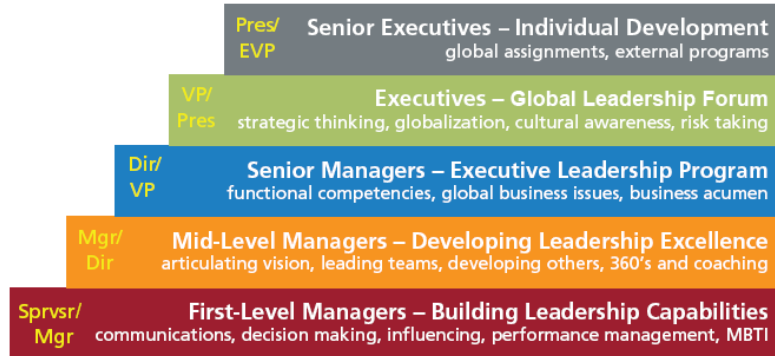 Pres/
EVP
Senior Executives – Individual Development
global assignments, external programs
VP/
Pres
Executives – Global Leadership Forum
strategic thinking, globalization, cultural awareness, risk taking
Dir/
VP
Senior Managers – Executive Leadership Program
functional competencies, global business issues, business acumen
Mgr/
Dir
Mid-Level Managers – Developing Leadership Excellence
articulating vision, leading teams, developing others, 360's and coaching
Sprvsr/
Mgr
First-Level Managers – Building Leadership Capabilities
communications, decision making, influencing, performance management, MBTI